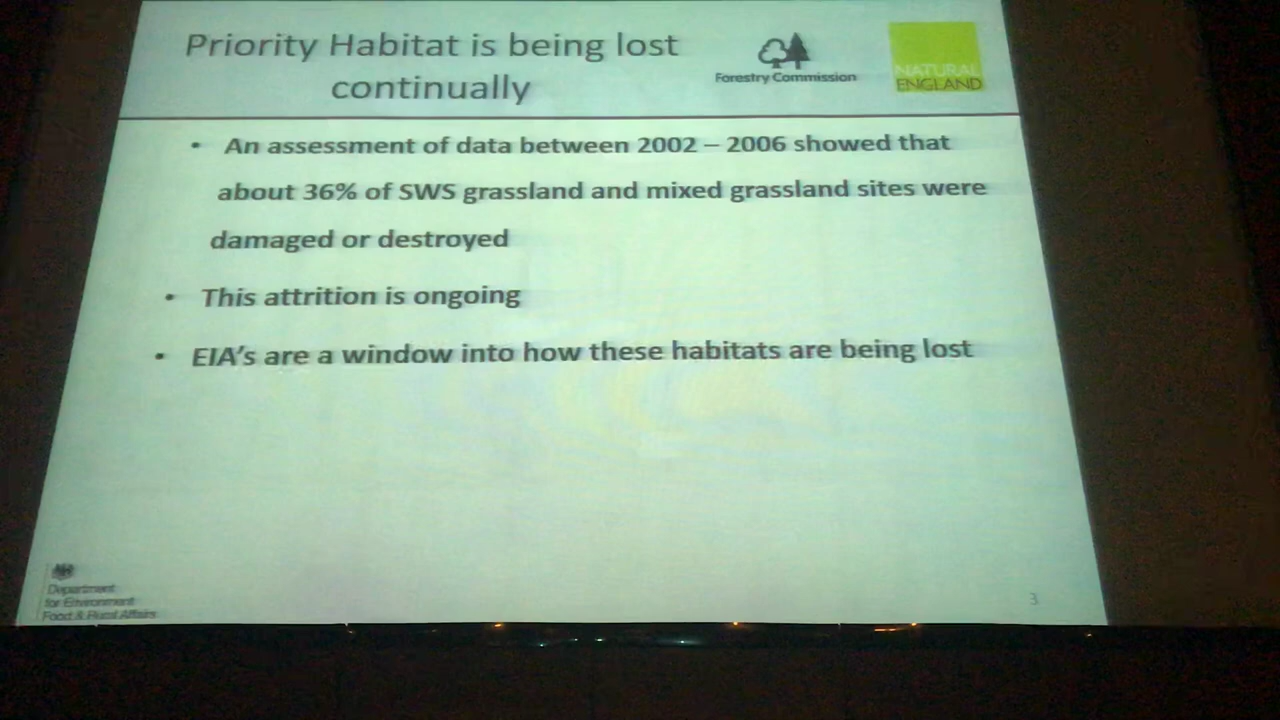 Priority Habitat is being lost
continually
Forestry Commission
NATURAL
ENGLAND
• An assessment of data between 2002 – 2006 showed that
about 36% of SWS grassland and mixed grassland sites were
damaged or destroyed
• This attrition is ongoing
• EIA's are a window into how these habitats are being lost
Department
for Environment
Food & Rural Affairs
3